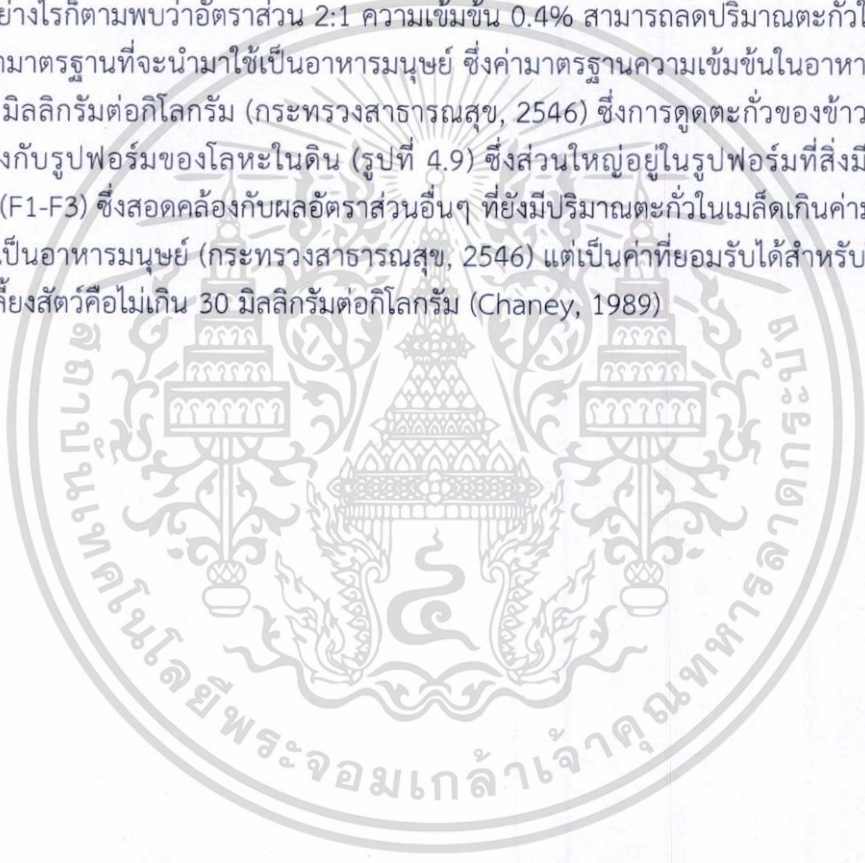 ย่างไรก็ตามพบว่าอัตราส่วน 2:1 ความเข้มข้น 0.4% สามารถลดปริมาณตะกั่วใ
ามาตรฐานที่จะนำมาใช้เป็นอาหารมนุษย์ ซึ่งค่ามาตรฐานความเข้มข้นในอาหา
มิลลิกรัมต่อกิโลกรัม (กระทรวงสาธารณสุข, 2546) ซึ่งการดูดตะกั่วของข้าว
งกับรูปฟอร์มของโลหะในดิน (รูปที่ 4.9) ซึ่งส่วนใหญ่อยู่ในรูปฟอร์มที่สิ่งมี
(F1-F3) ซึ่งสอดคล้องกับผลอัตราส่วนอื่นๆ ที่ยังมีปริมาณตะกั่วในเมล็ดเกินค่าม
เป็นอาหารมนุษย์ (กระทรวงสาธารณสุข, 2546) แต่เป็นค่าที่ยอมรับได้สำหรับ
ลี้ยงสัตว์คือไม่เกิน 30 มิลลิกรัมต่อกิโลกรัม (Chaney, 1989)
สถาบันเทคโนโลยีพระจอมเกล้าเจ้าคุณทหารลาดกระบัง